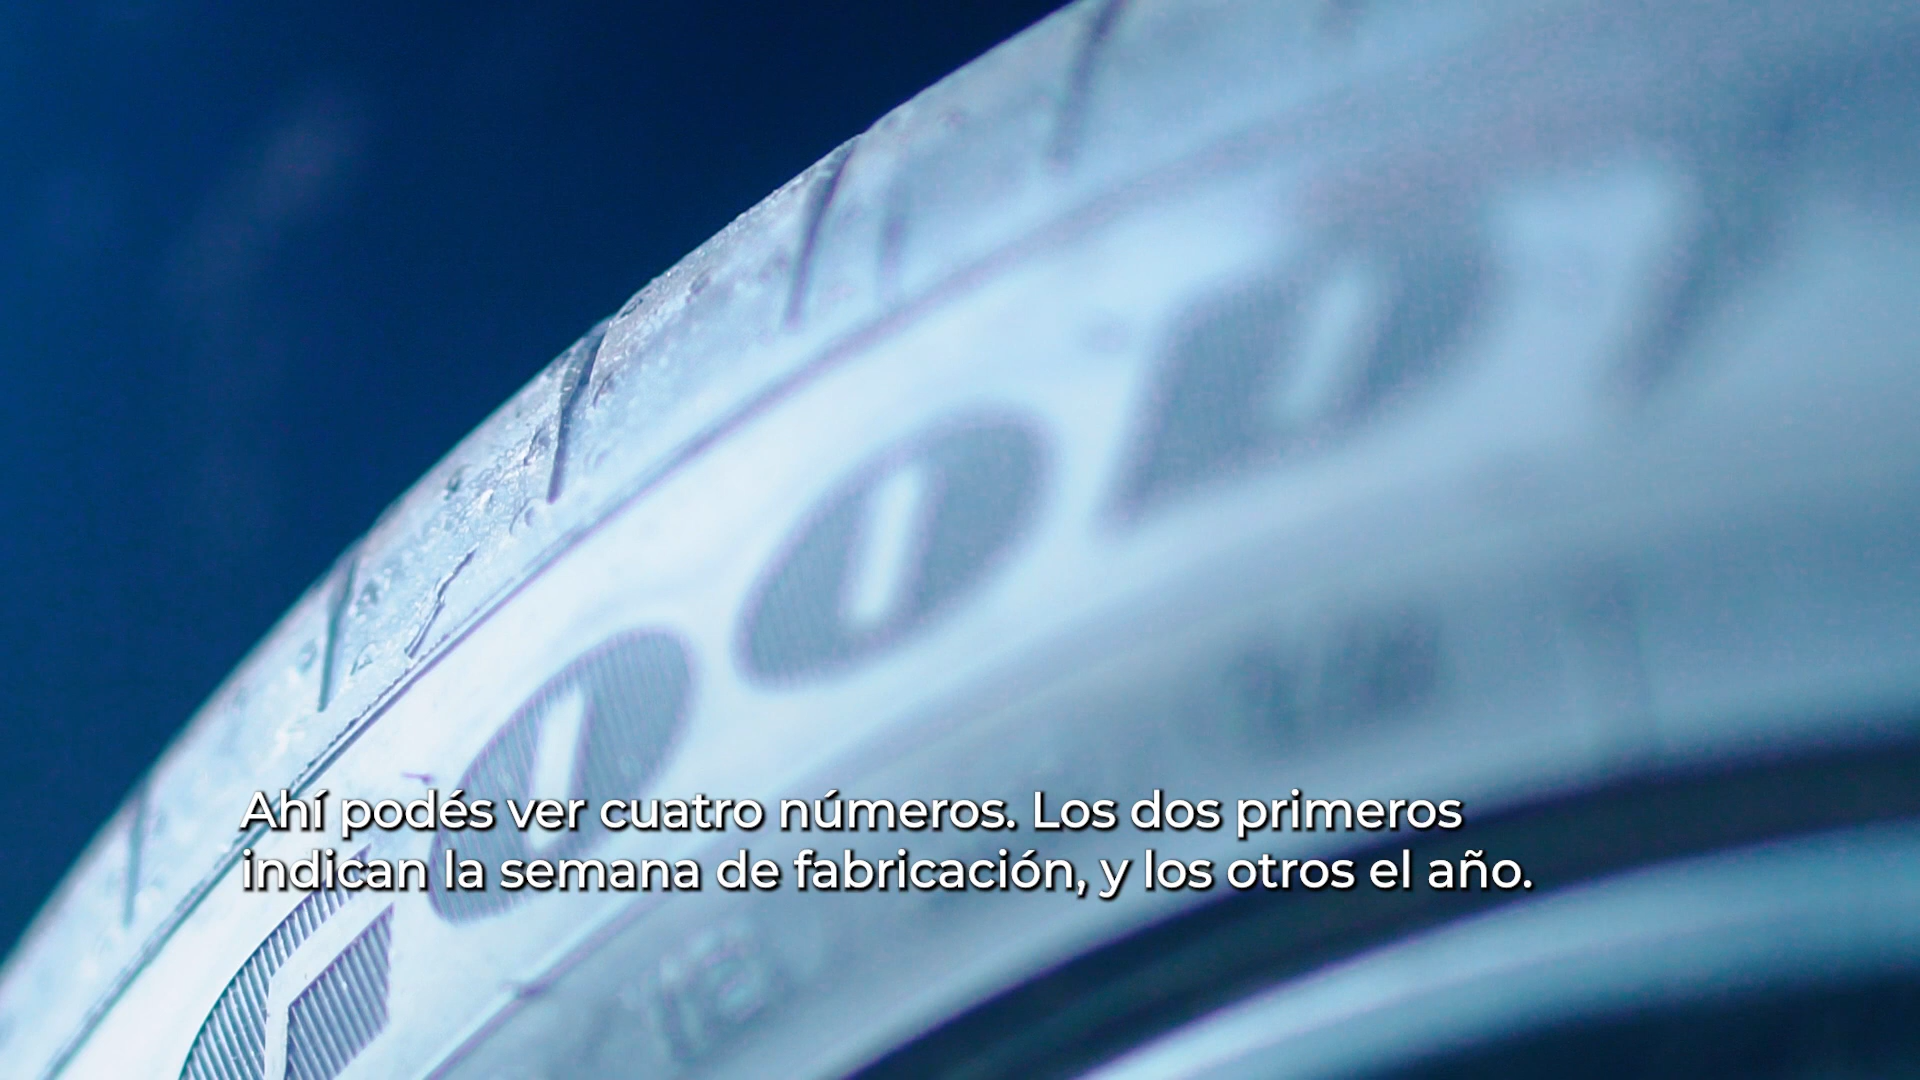 Ahí podés ver cuatro números. Los dos primeros
indican la semana de fabricación, y los otros el año.